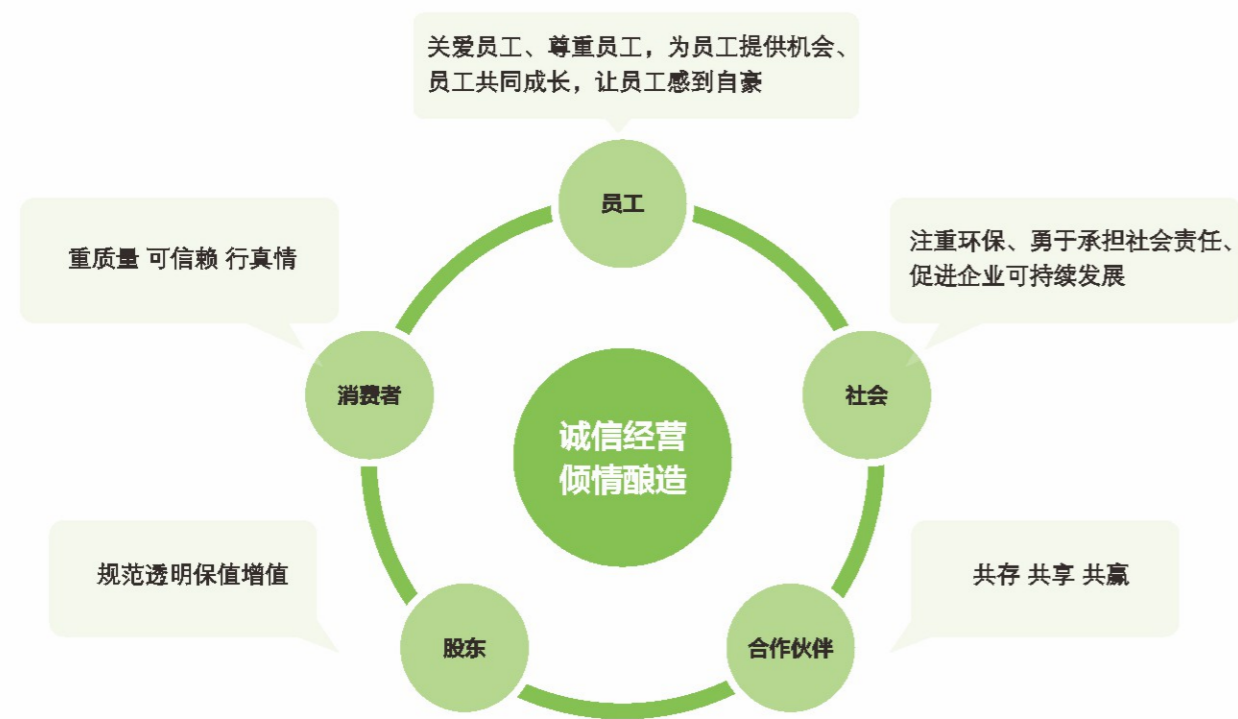 关爱员工、尊重员工，为员工提供机会、
员工共同成长，让员工感到自豪
员工
重质量 可信赖 行真情
注重环保、勇于承担社会责任、
促进企业可持续发展
消费者
社会
诚信经营
倾情酿造
规范透明保值增值
共存 共享 共赢
股东
合作伙伴